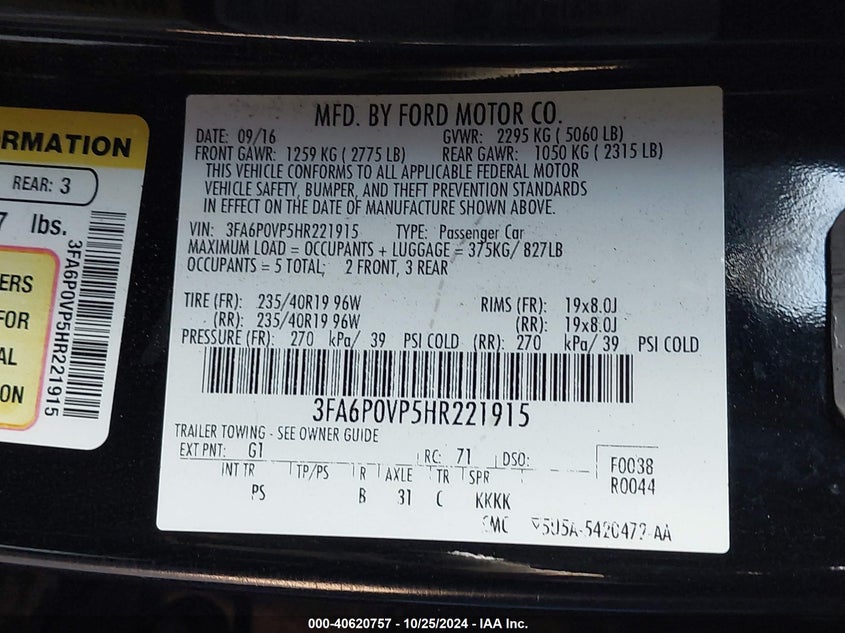 RMATION
REAR: 3
7 lbs.
ERS
FOR
AL
ON
3FA6P0VP5HR221915
MFD. BY FORD MOTOR CO.
DATE: 09/16 GVWR: 2295 KG ( 5060 LB)
FRONT GAWR: 1259 KG ( 2775 LB) REAR GAWR: 1050 KG ( 2315 LB)
THIS VEHICLE CONFORMS TO ALL APPLICABLE FEDERAL MOTOR
VEHICLE SAFETY, BUMPER, AND THEFT PREVENTION STANDARDS
IN EFFECT ON THE DATE OF MANUFACTURE SHOWN ABOVE.
VIN: 3FA6P0VP5HR221915 TYPE: Passenger Car
MAXIMUM LOAD = OCCUPANTS + LUGGAGE = 375KG/ 827LB
OCCUPANTS = 5 TOTAL; 2 FRONT, 3 REAR
TIRE (FR): 235/40R19 96W RIMS (FR): 19x8.0J
(RR): 235/40R19 96W (RR): 19x8.0J
PRESSURE (FR): 270 kPa/ 39 PSI COLD (RR): 270 kPa/ 39 PSI COLD
3FA6P0VP5HR221915
TRAILER TOWING - SEE OWNER GUIDE
EXT PNT: G1 RC: 71 DSO:
F0038
R0044
INT TR TP/PS R AXLE TR SPR
PS B 31 C KKKK
000-40620757 - 10/25/2024 - IAA Inc.